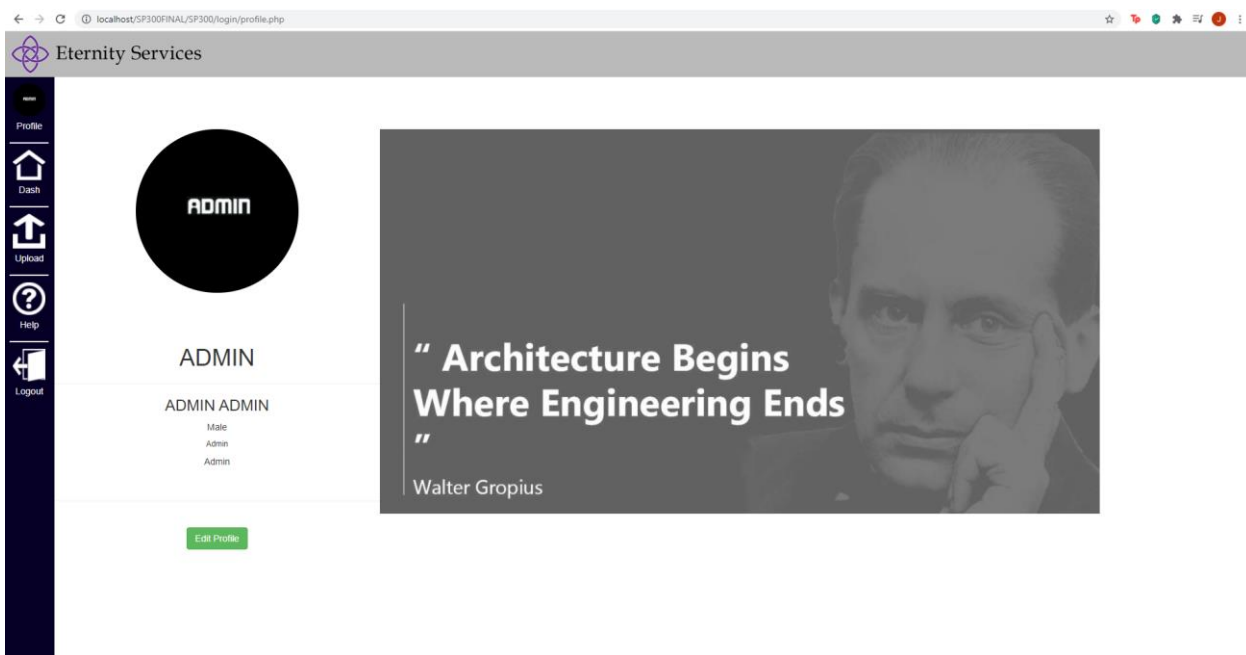 localhost/SP300FINAL/SP300/login/profile.php
Eternity Services
ADMIN
Profile
Dash
Upload
Help
Logout
ADMIN
ADMIN
ADMIN ADMIN
Male
Admin
Admin
Edit Profile
“ Architecture Begins
Where Engineering Ends
”
Walter Gropius